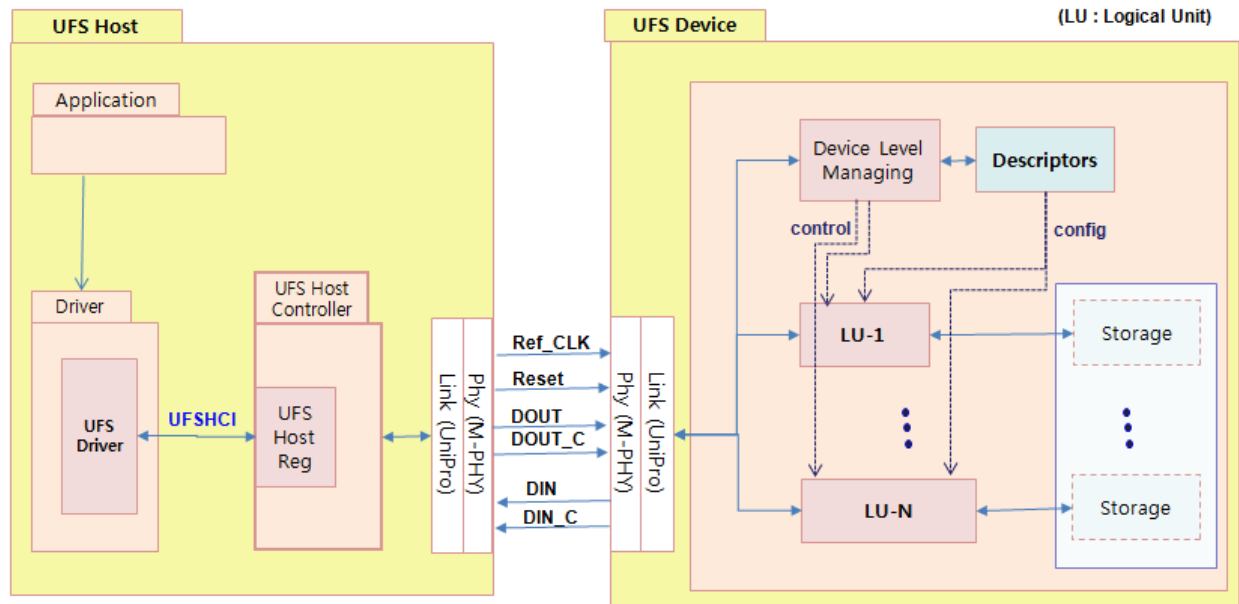 UFS Host
UFS Device
(LU : Logical Unit)
Application
Driver
UFS
Driver
UFSHCI
UFS Host
Controller
UFS
Host
Reg
Link (UniPro)
Phy (M-PHY)
Ref_CLK
Reset
DOUT
DOUT_C
DIN
DIN_C
Phy (M-PHY)
Link (UniPro)
Device Level
Managing
Descriptors
control
config
LU-1
Storage
LU-N
Storage